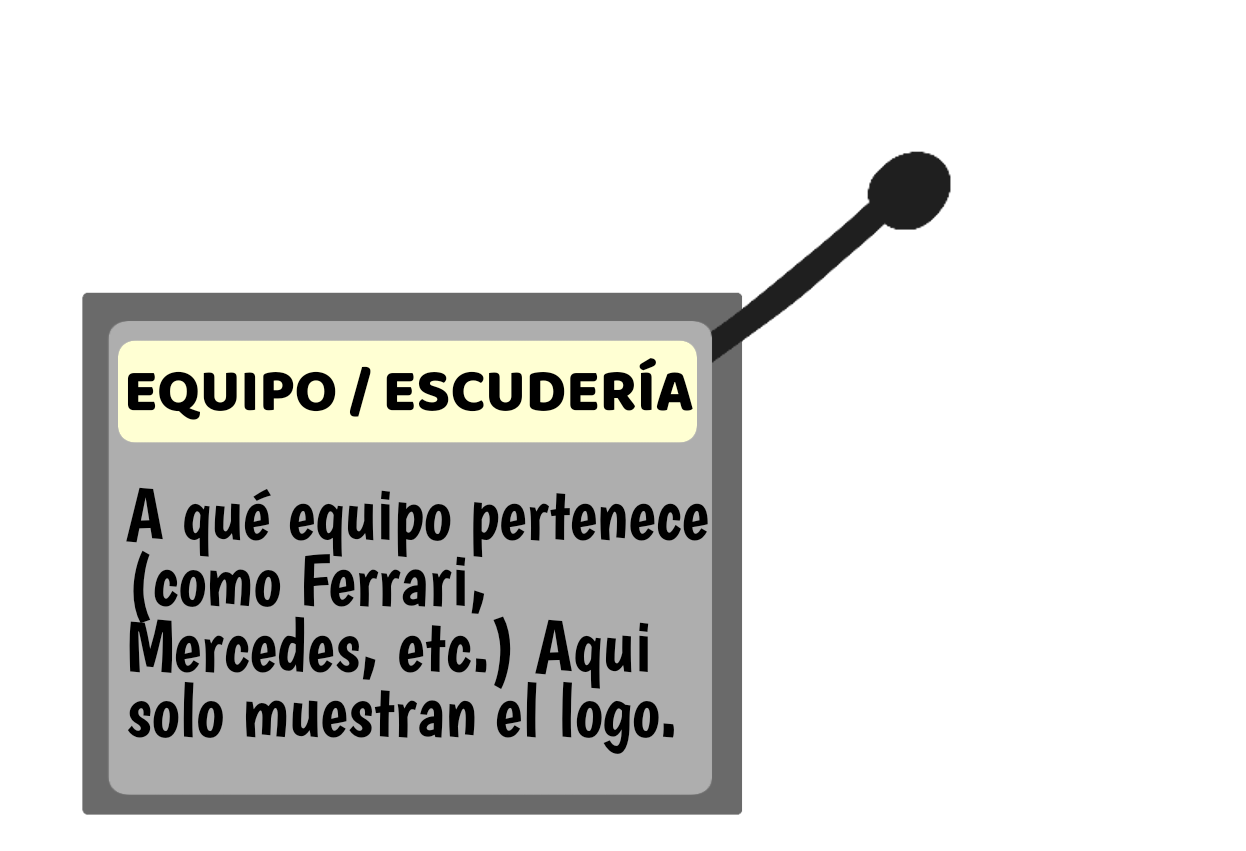 EQUIPO / ESCUDERÍA
A qué equipo pertenece
(como Ferrari,
Mercedes, etc.) Aqui
solo muestran el logo.